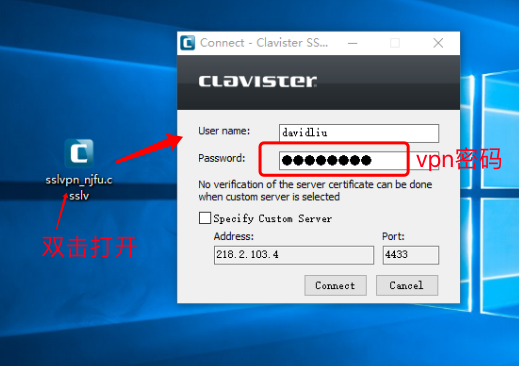 Connect - Clavister SS...
CLAVISTER
User name:
davidliu
Password:
vpn密码
No verification of the server certificate can be done
when custom server is selected
Specify Custom Server
Address:
Port:
218.2.103.4
4433
Connect
Cancel
sslvpn_njfu.c
sslv
双击打开